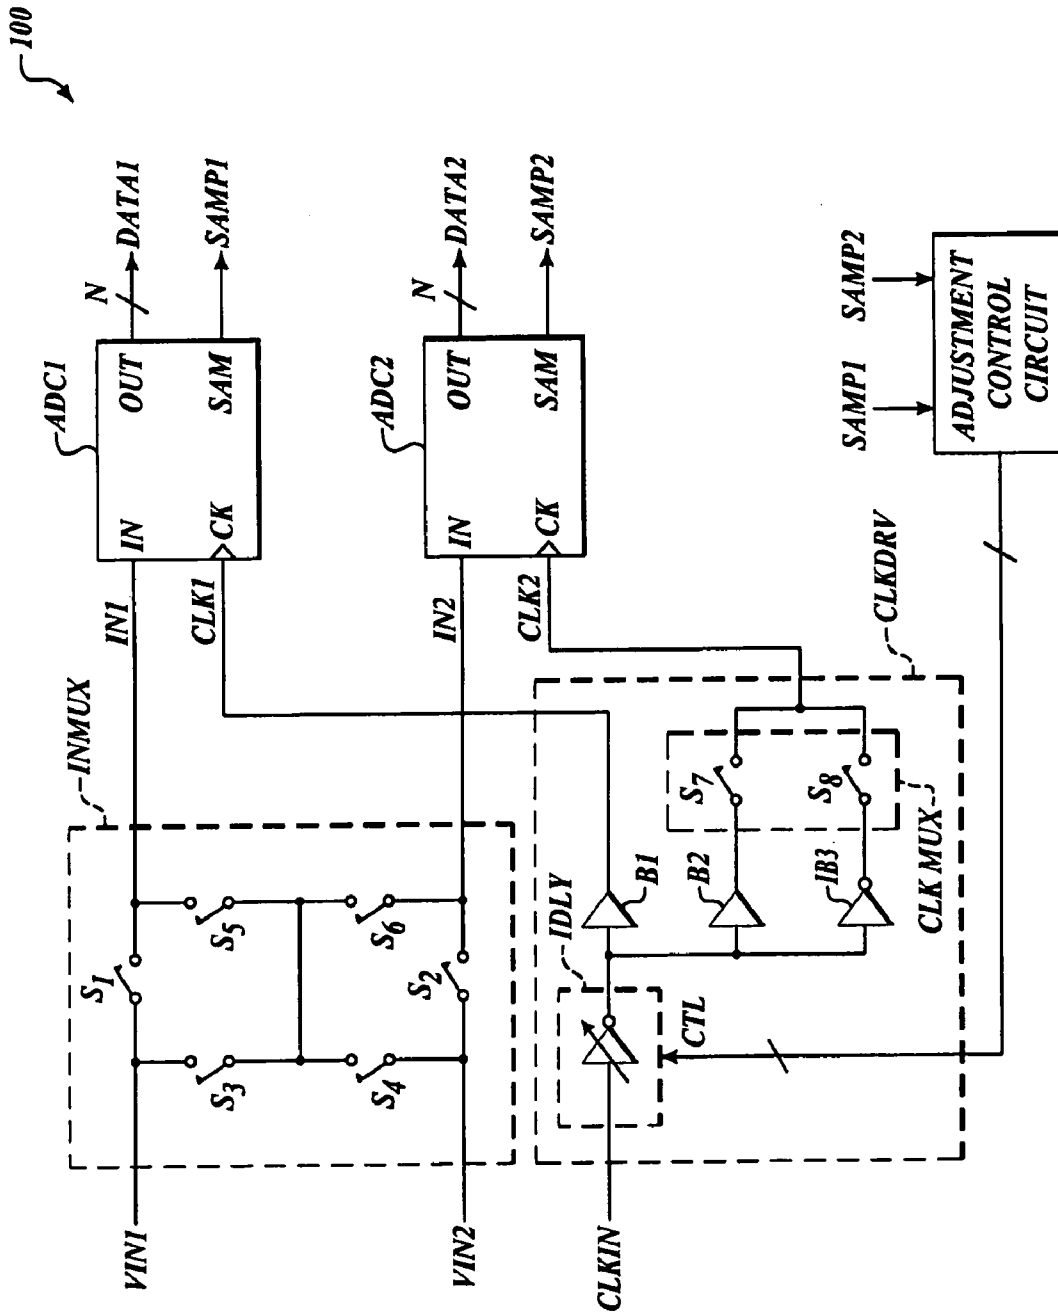 100
INMUX
VIN1
S1
IN1
ADC1
IN
OUT
N
DATA1
CK
SAM
SAMP1
CLK1
S3
S5
S4
S6
VIN2
S2
IN2
ADC2
IN
OUT
N
DATA2
CK
SAM
SAMP2
CLK2
CLKDRV
CLKIN
IDLY
CTL
B1
B2
IB3
S7
S8
CLK MUX
SAMP1
SAMP2
ADJUSTMENT
CONTROL
CIRCUIT